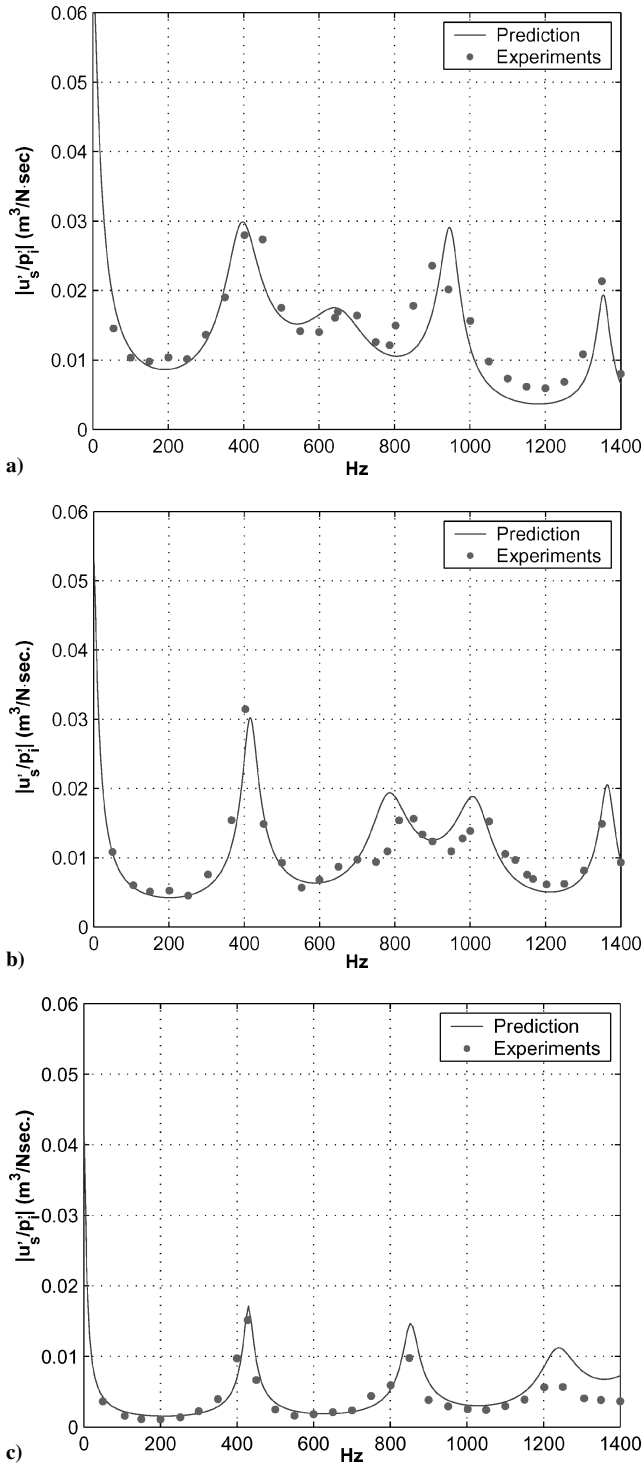 0.06
0.05
0.04
0.03
0.02
0.01
0
|u's/p'i| (m³/N·sec)
Prediction
Experiments
0 200 400 600 800 1000 1200 1400
Hz
a)
0.06
0.05
0.04
0.03
0.02
0.01
0
|u's/p'i| (m³/N·sec.)
Prediction
Experiments
0 200 400 600 800 1000 1200 1400
Hz
b)
0.06
0.05
0.04
0.03
0.02
0.01
0
|u's/p'i| (m³/Nsec.)
Prediction
Experiments
0 200 400 600 800 1000 1200 1400
Hz
c)